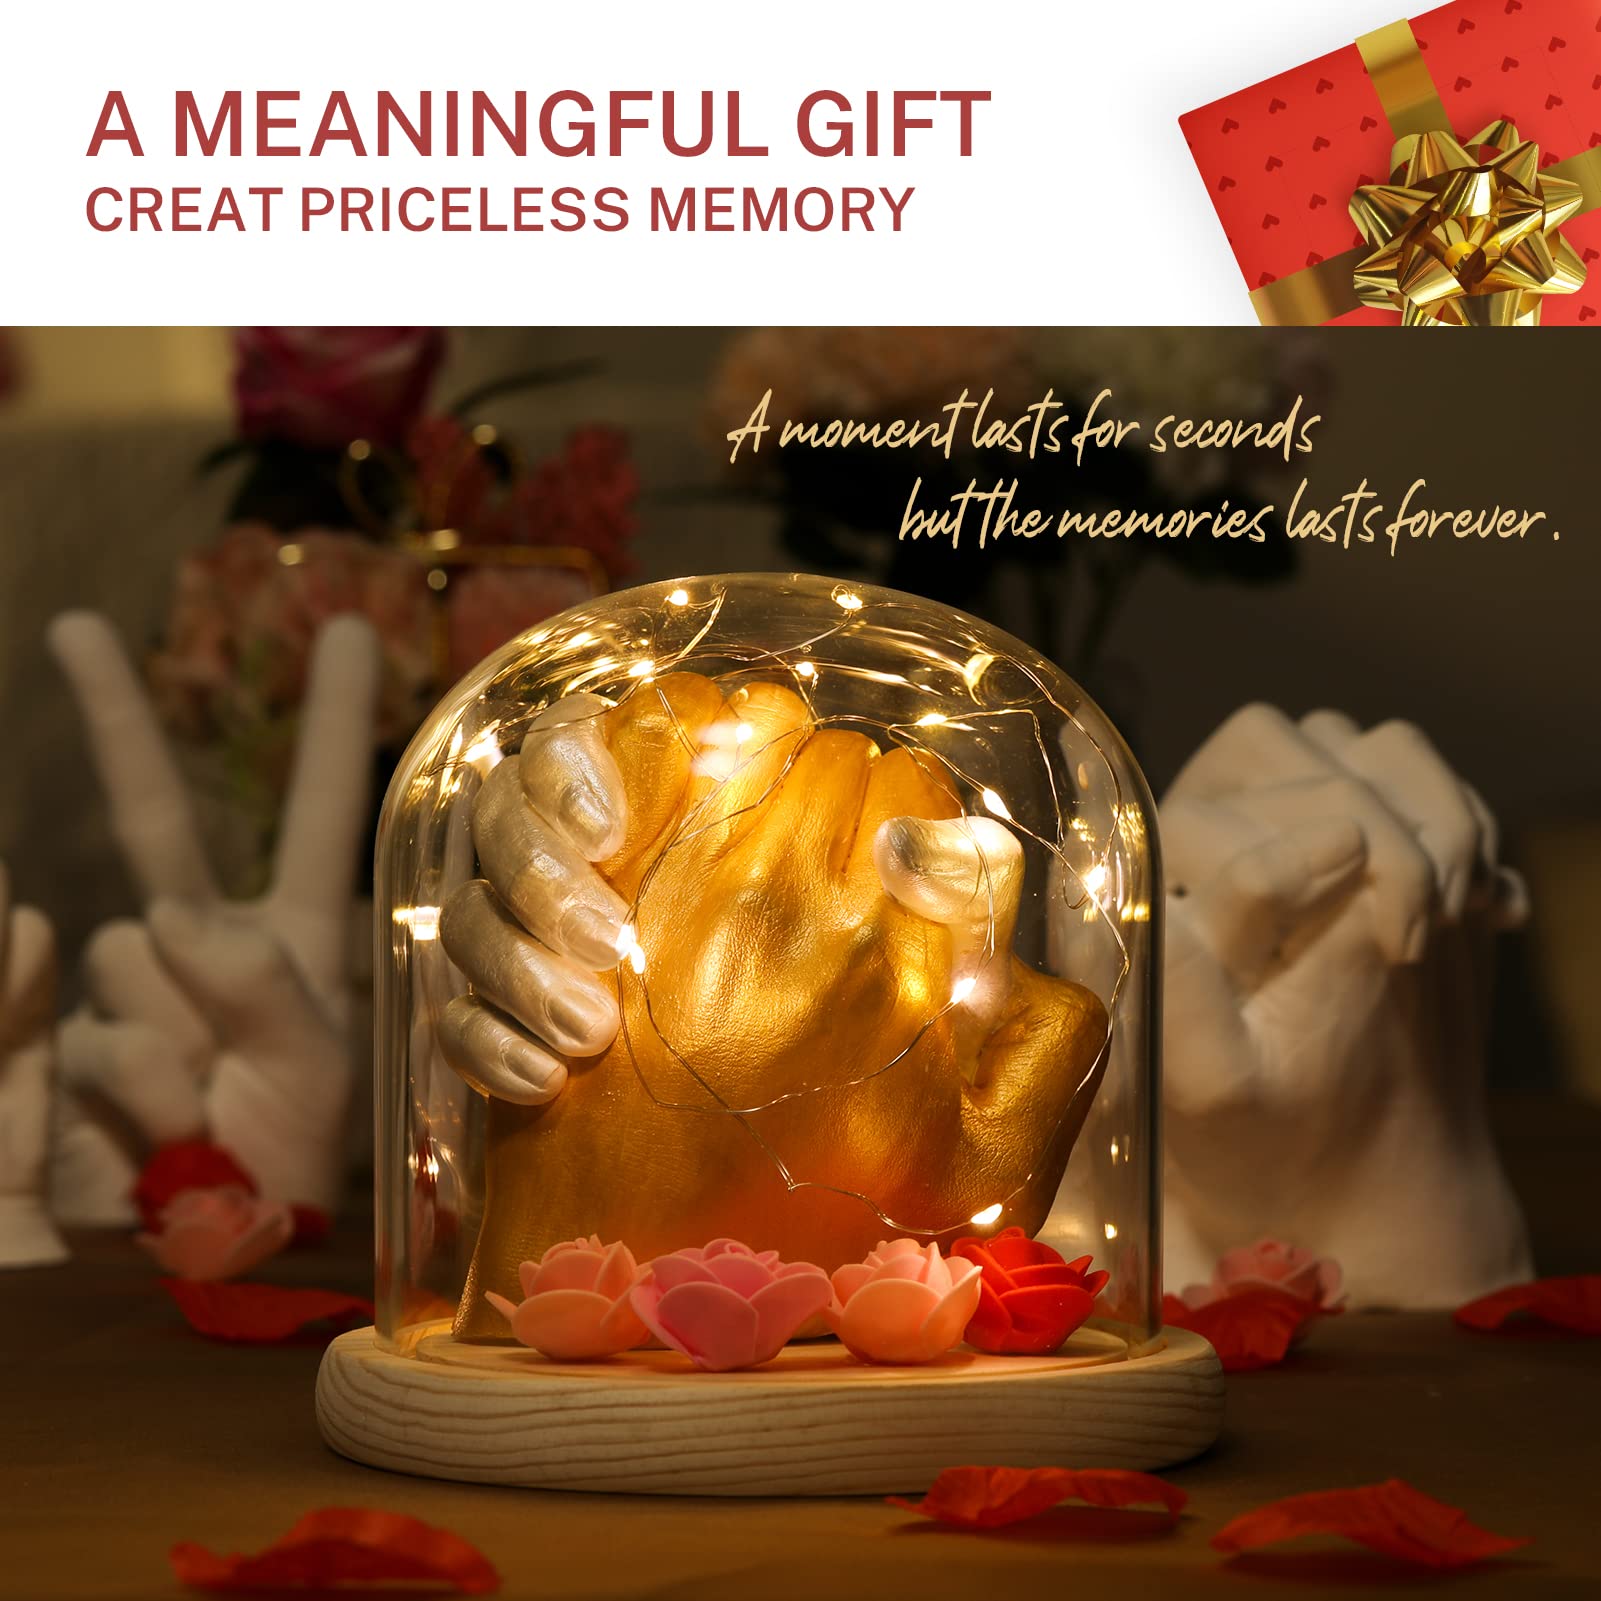 A MEANINGFUL GIFT
CREAT PRICELESS MEMORY
A moment lasts for seconds
but the memories lasts forever.